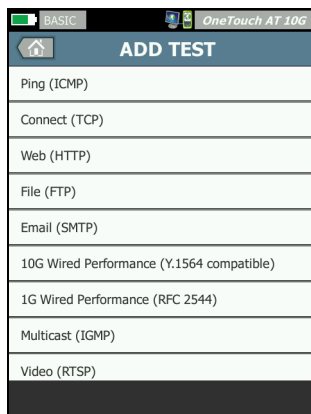 BASIC
OneTouch AT 10G
ADD TEST
Ping (ICMP)
Connect (TCP)
Web (HTTP)
File (FTP)
Email (SMTP)
10G Wired Performance (Y.1564 compatible)
1G Wired Performance (RFC 2544)
Multicast (IGMP)
Video (RTSP)